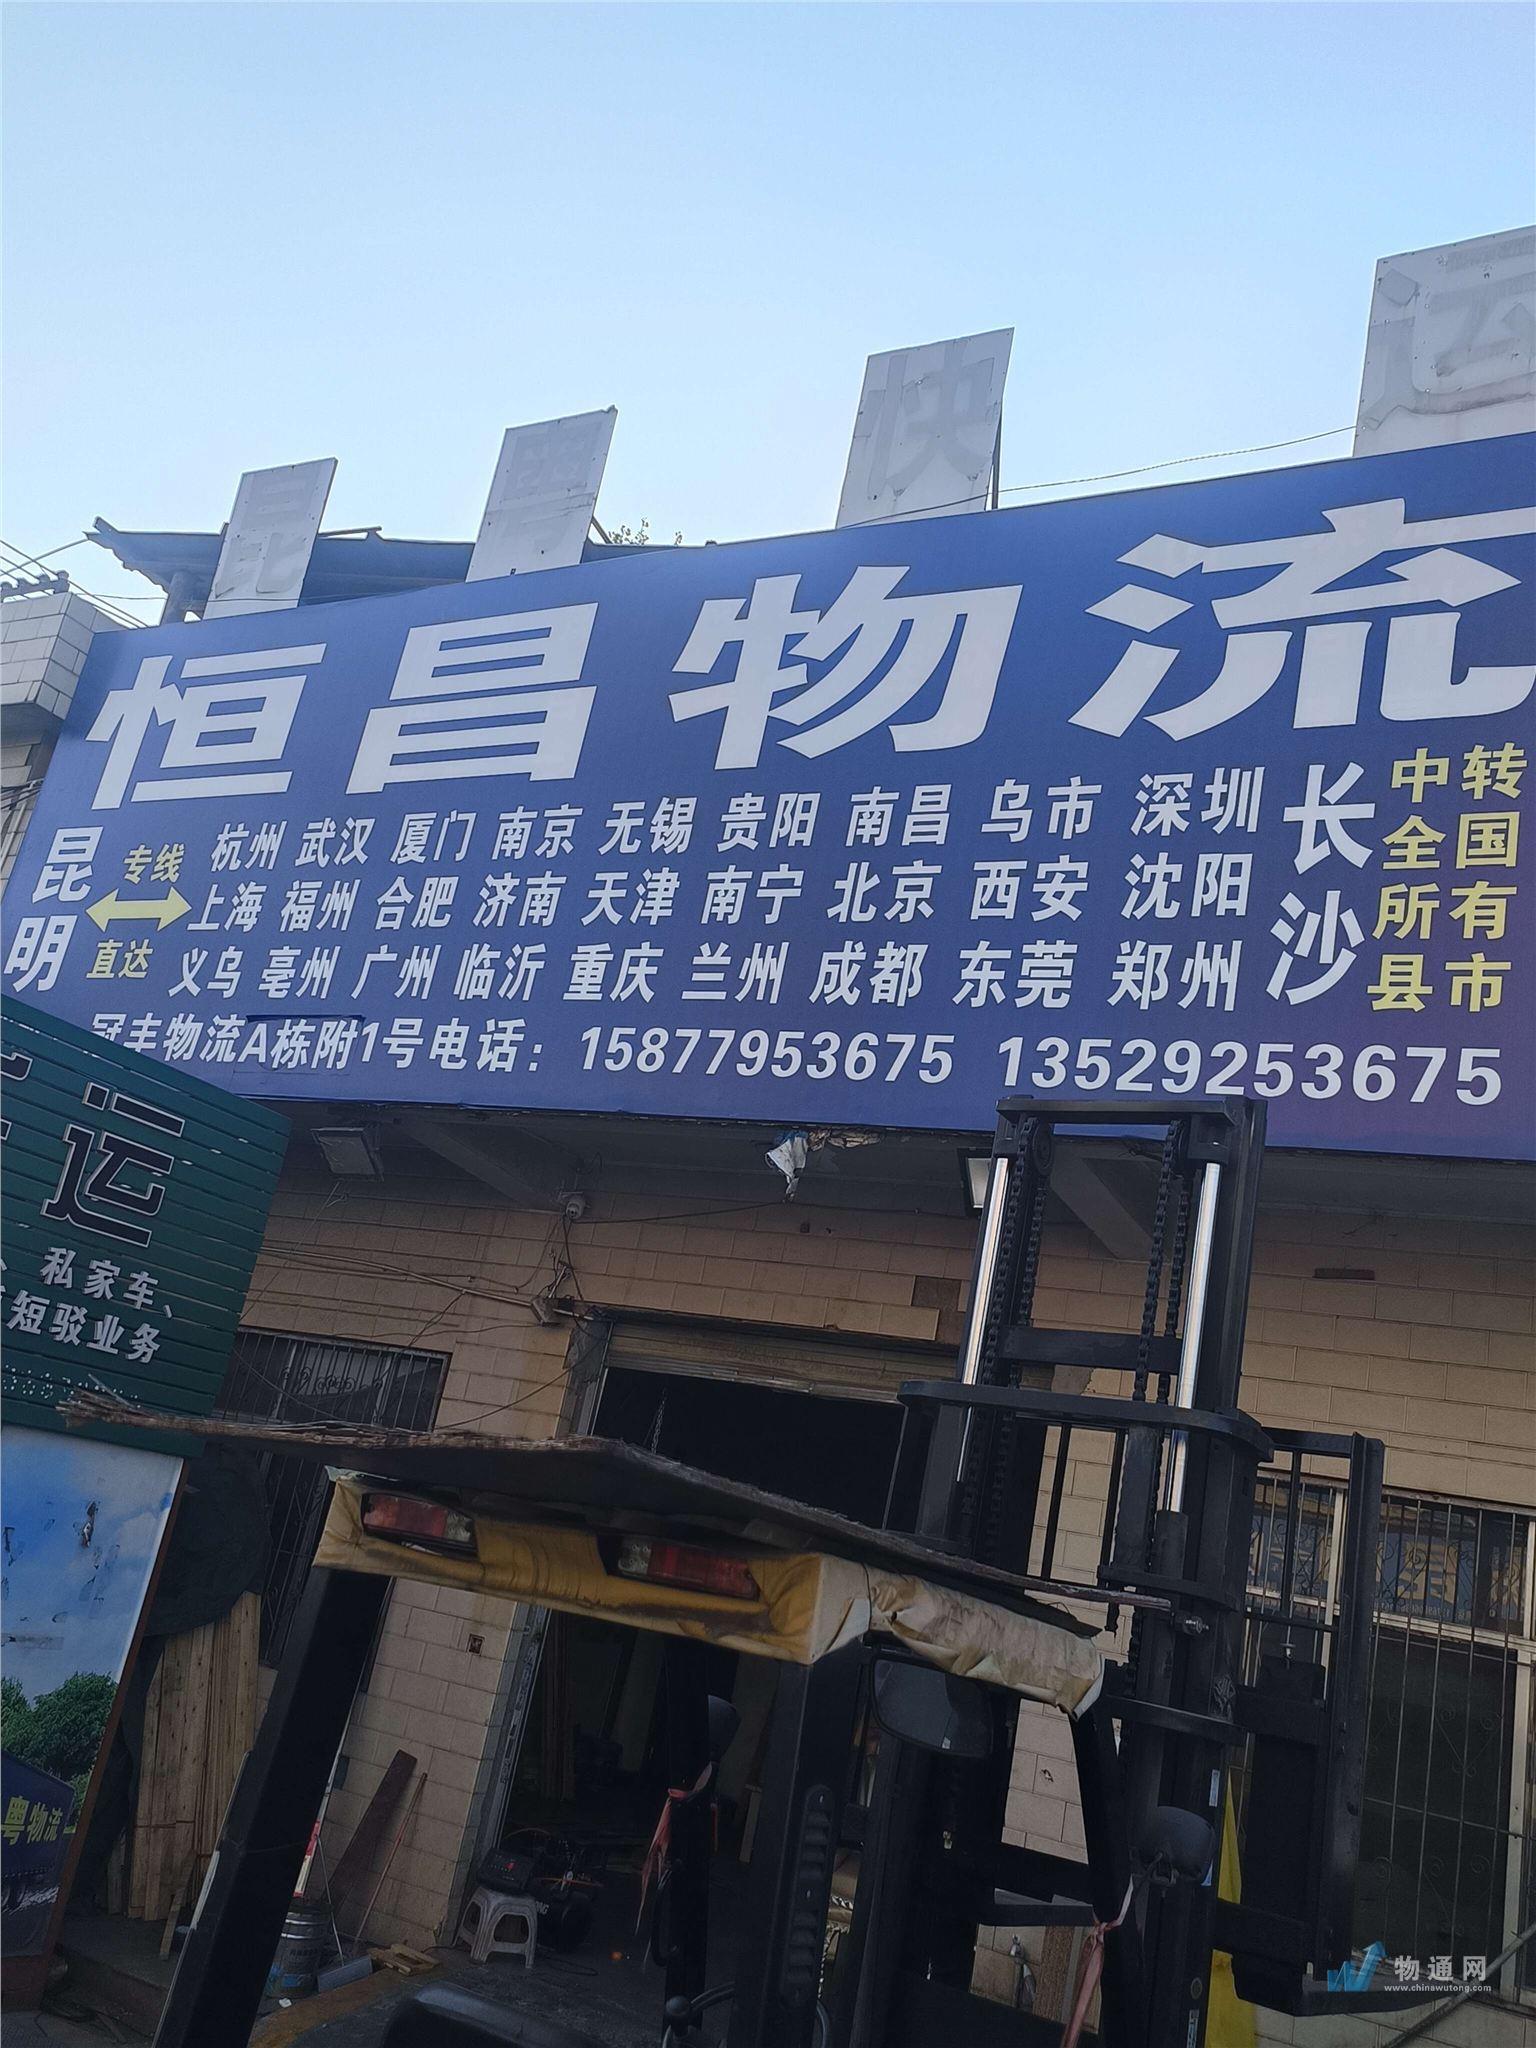 昆粤快运
恒昌物流
昆明
专线
直达
杭州 武汉 厦门 南京 无锡 贵阳 南昌 乌市 深圳
上海 福州 合肥 济南 天津 南宁 北京 西安 沈阳
义乌 亳州 广州 临沂 重庆 兰州 成都 东莞 郑州
长沙
中转
全国
所有
县市
冠丰物流A栋附1号电话：15877953675 13529253675
运
私家车、
短驳业务
粤物流
物通网
www.chinawutong.com